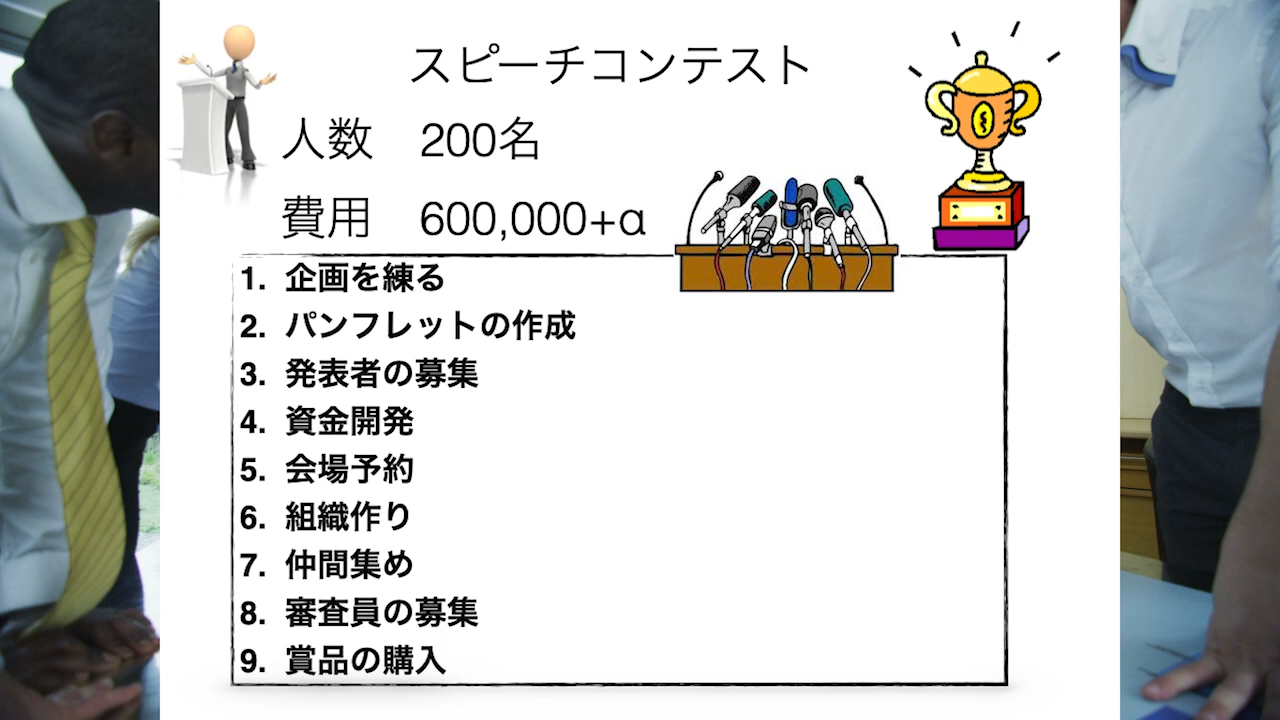 スピーチコンテスト
人数　200名
費用　600,000+α
1. 企画を練る
2. パンフレットの作成
3. 発表者の募集
4. 資金開発
5. 会場予約
6. 組織作り
7. 仲間集め
8. 審査員の募集
9. 賞品の購入